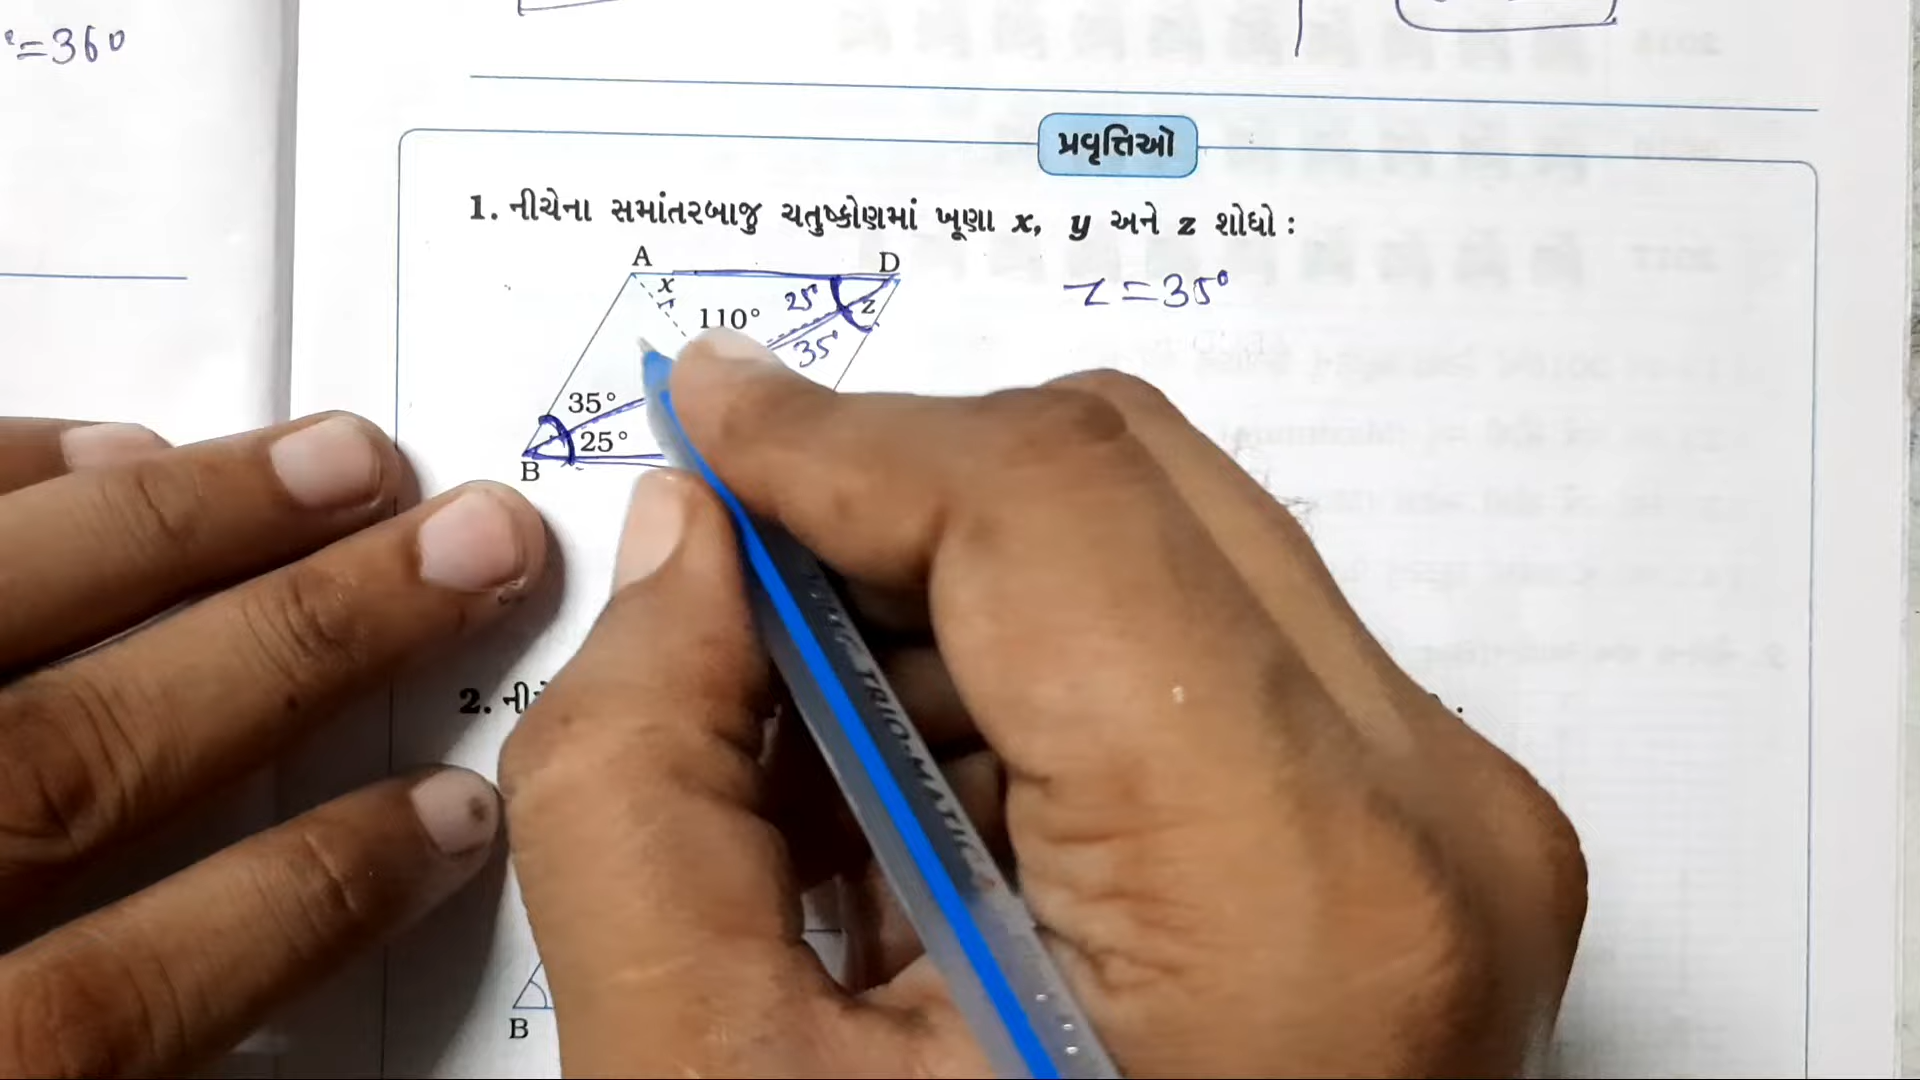 =360
પ્રવૃત્તિઓ
1. નીચેના સમાંતરબાજુ ચતુષ્કોણમાં ખૂણા x, y અને z શોધો :
A
D
x
z = 35°
25°
z
110°
35°
35°
25°
B
2.
B
TRIO-MATIC